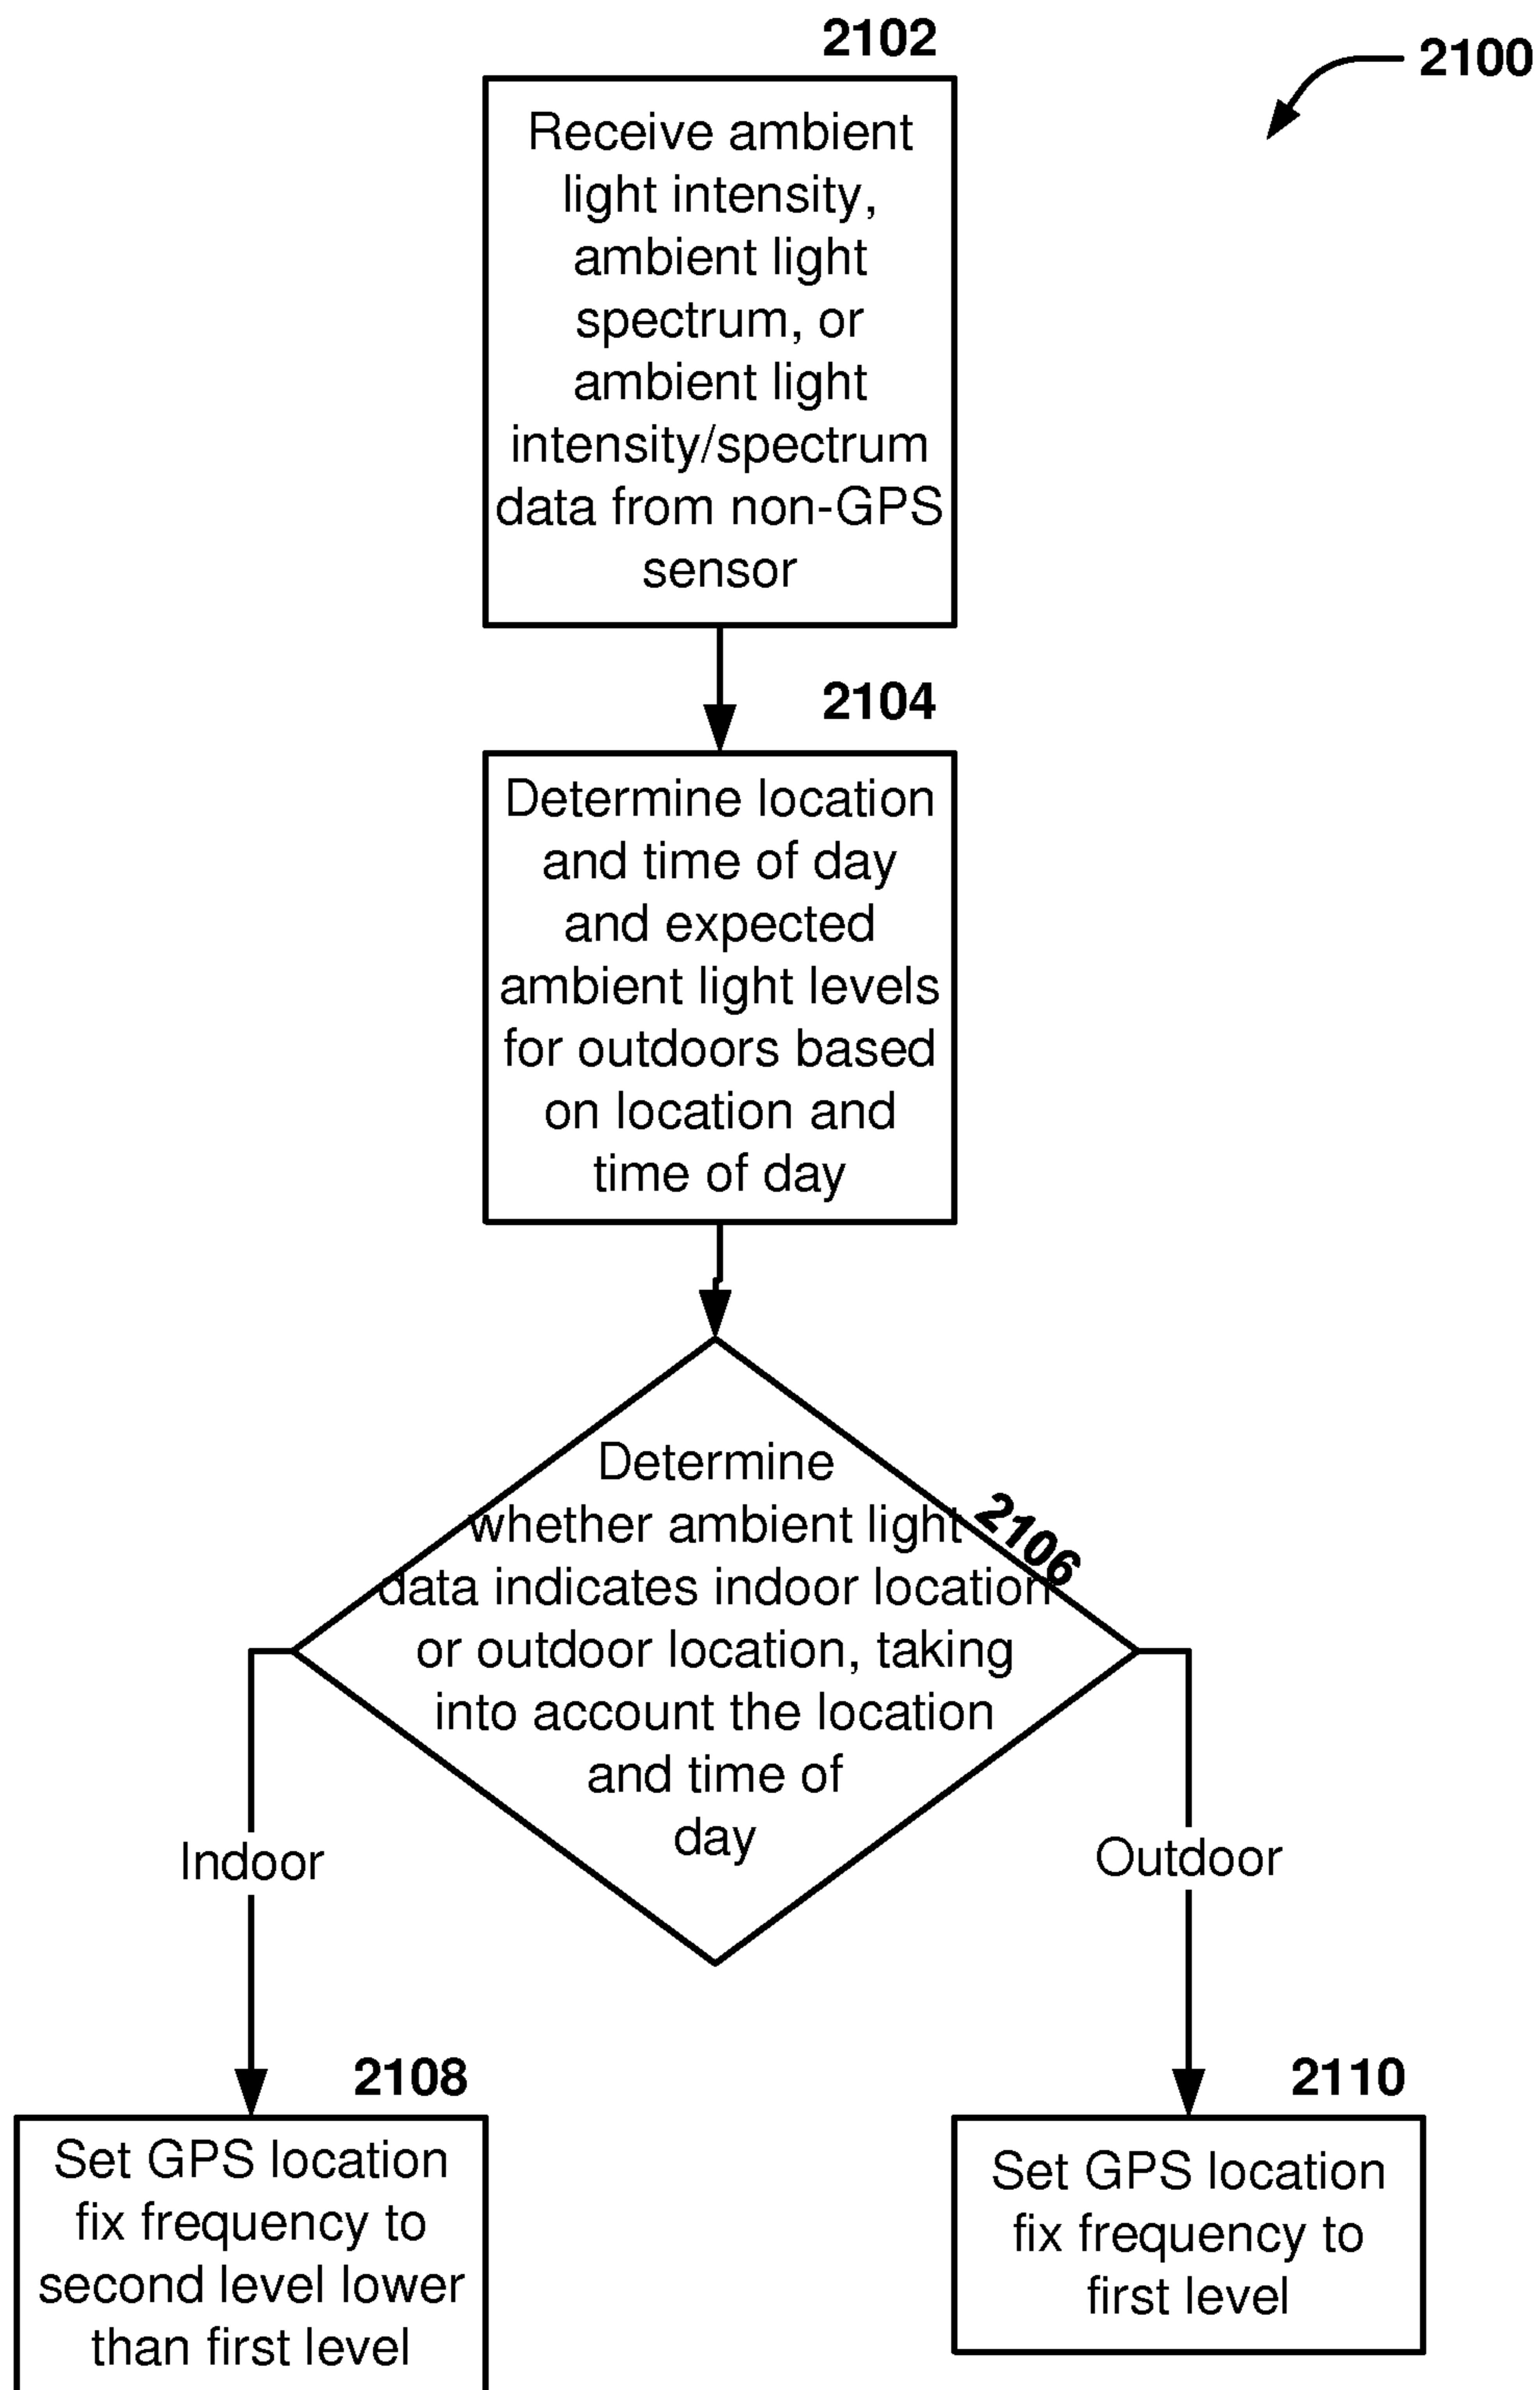 2102
2100
Receive ambient
light intensity,
ambient light
spectrum, or
ambient light
intensity/spectrum
data from non-GPS
sensor
2104
Determine location
and time of day
and expected
ambient light levels
for outdoors based
on location and
time of day
2106
Determine
whether ambient light
data indicates indoor location
or outdoor location, taking
into account the location
and time of
day
Indoor
Outdoor
2108
Set GPS location
fix frequency to
second level lower
than first level
2110
Set GPS location
fix frequency to
first level